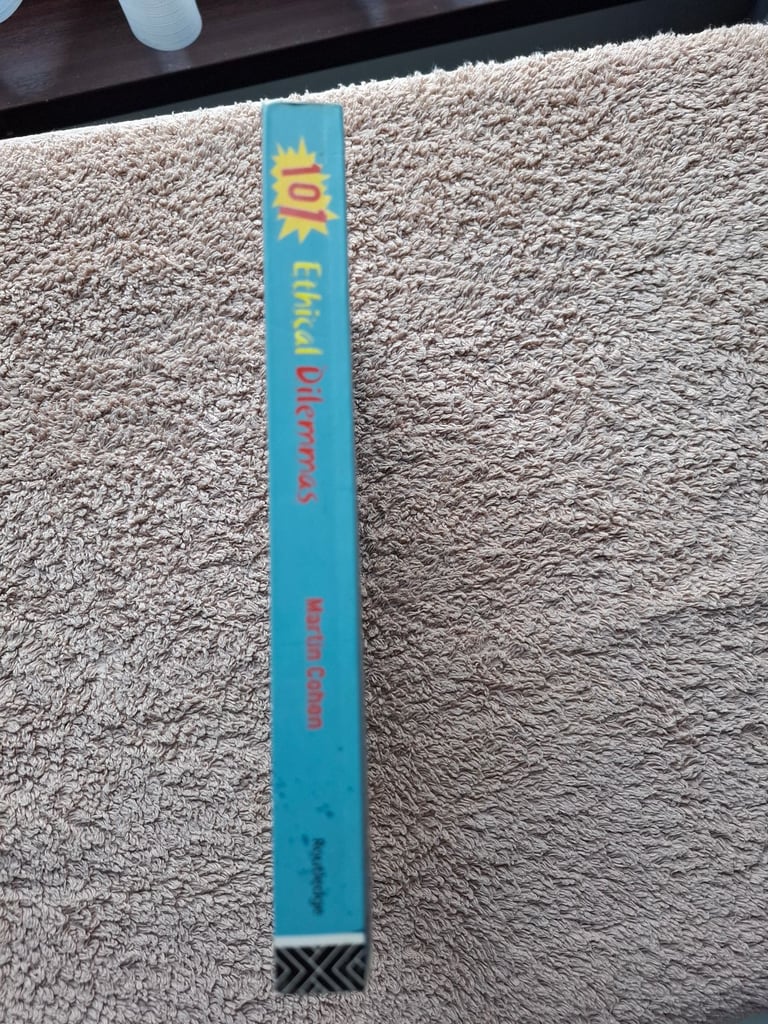 101 Ethical Dilemmas
Martin Cohen
Routledge